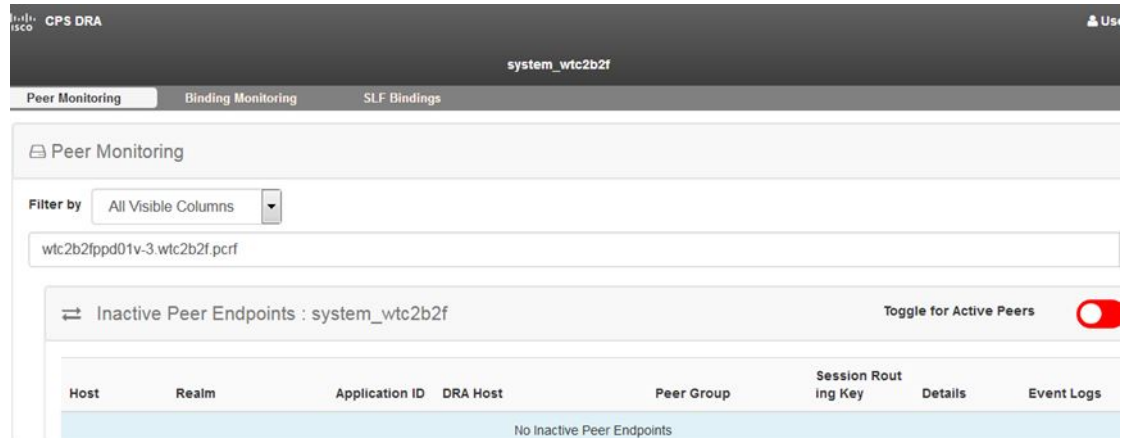 CPS DRA
system_wtc2b2f
Peer Monitoring Binding Monitoring SLF Bindings
Peer Monitoring
Filter by All Visible Columns
wtc2b2fppd01v-3.wtc2b2f.pcrf
Inactive Peer Endpoints : system_wtc2b2f Toggle for Active Peers
Session Rout
Host Realm Application ID DRA Host Peer Group ing Key Details Event Logs
No Inactive Peer Endpoints